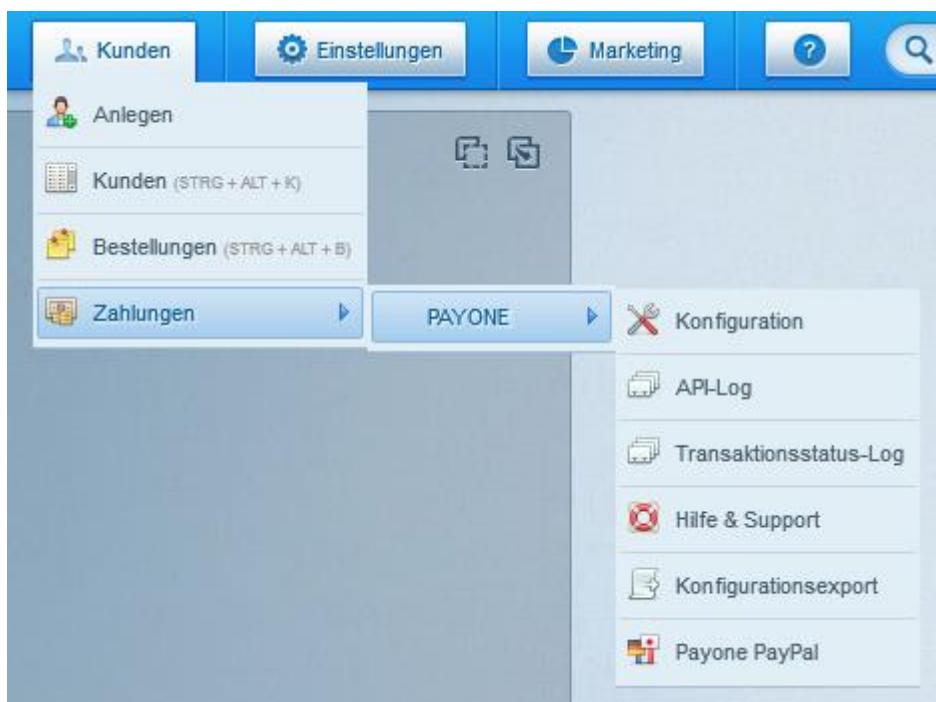 Kunden
Einstellungen
Marketing
?
Anlegen
Kunden (STRG + ALT + K)
Bestellungen (STRG + ALT + B)
Zahlungen
PAYONE
Konfiguration
API-Log
Transaktionsstatus-Log
Hilfe & Support
Konfigurationsexport
Payone PayPal